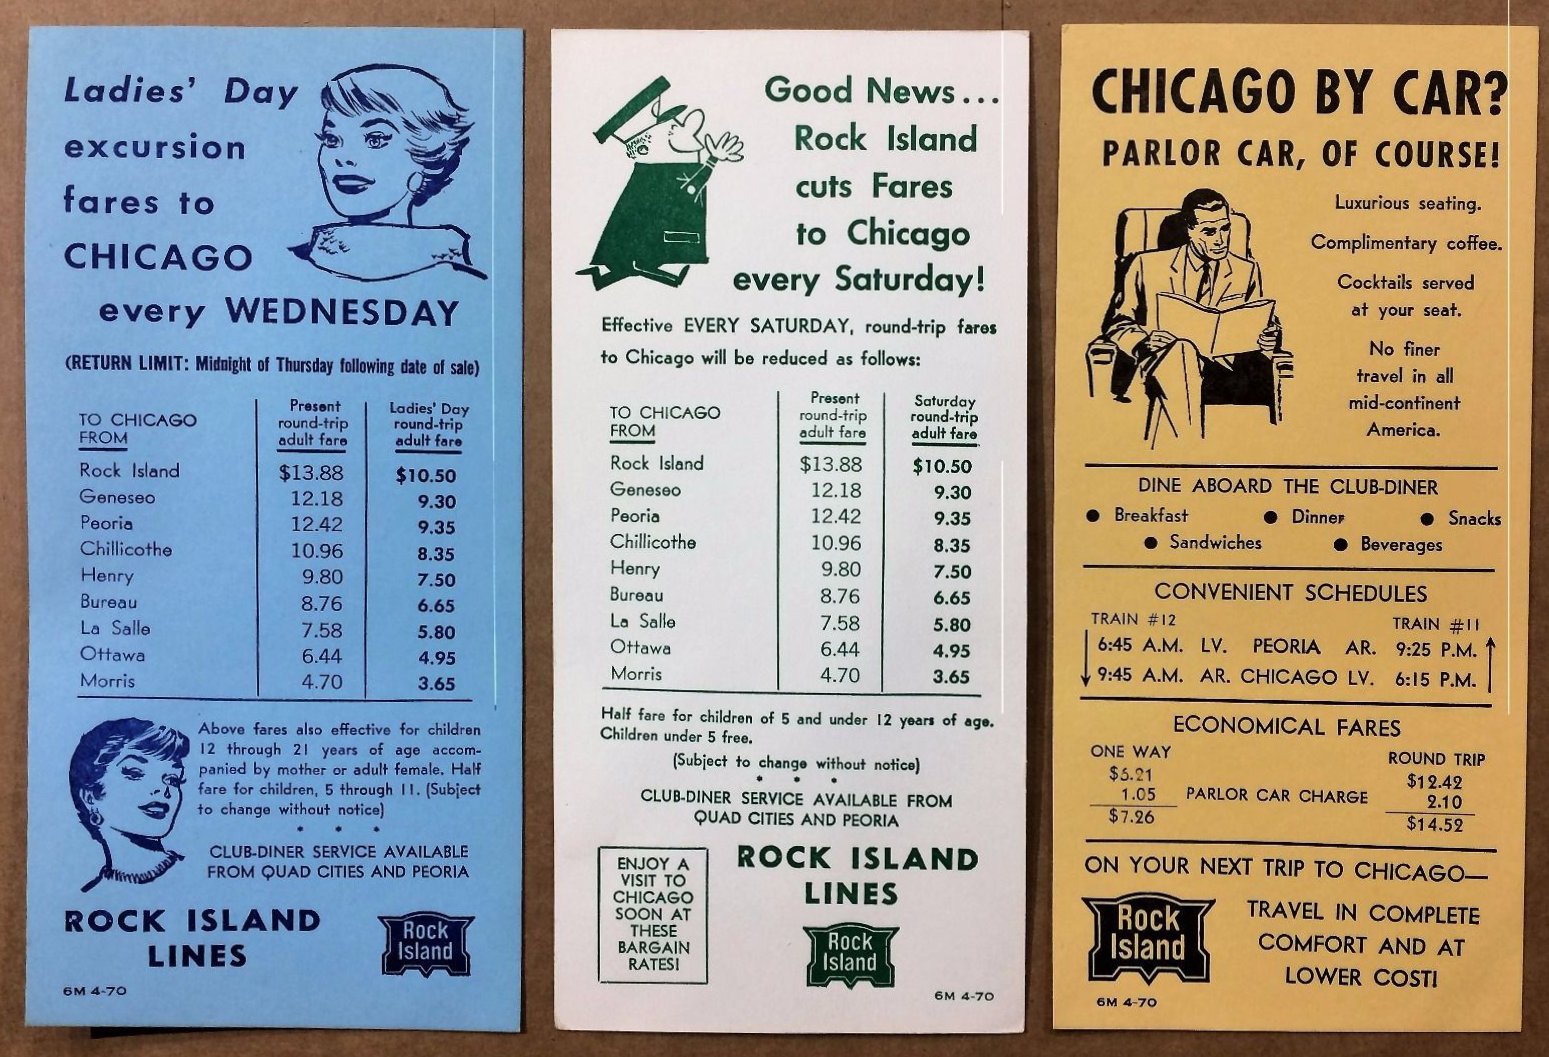 Ladies' Day
excursion
fares to
CHICAGO
every WEDNESDAY
(RETURN LIMIT: Midnight of Thursday following date of sale)
TO CHICAGO FROM Present round-trip adult fare Ladies' Day round-trip adult fare
Rock Island $13.88 $10.50
Geneseo 12.18 9.30
Peoria 12.42 9.35
Chillicothe 10.96 8.35
Henry 9.80 7.50
Bureau 8.76 6.65
La Salle 7.58 5.80
Ottawa 6.44 4.95
Morris 4.70 3.65
Above fares also effective for children
12 through 21 years of age accom-
panied by mother or adult female. Half
fare for children, 5 through 11. (Subject
to change without notice)
* * *
CLUB-DINER SERVICE AVAILABLE
FROM QUAD CITIES AND PEORIA
ROCK ISLAND
LINES
Rock
Island
6M 4-70
Good News...
Rock Island
cuts Fares
to Chicago
every Saturday!
Effective EVERY SATURDAY, round-trip fares
to Chicago will be reduced as follows:
TO CHICAGO FROM Present round-trip adult fare Saturday round-trip adult fare
Rock Island $13.88 $10.50
Geneseo 12.18 9.30
Peoria 12.42 9.35
Chillicothe 10.96 8.35
Henry 9.80 7.50
Bureau 8.76 6.65
La Salle 7.58 5.80
Ottawa 6.44 4.95
Morris 4.70 3.65
Half fare for children of 5 and under 12 years of age.
Children under 5 free.
(Subject to change without notice)
* * *
CLUB-DINER SERVICE AVAILABLE FROM
QUAD CITIES AND PEORIA
ENJOY A
VISIT TO
CHICAGO
SOON AT
THESE
BARGAIN
RATES!
ROCK ISLAND
LINES
Rock
Island
6M 4-70
CHICAGO BY CAR?
PARLOR CAR, OF COURSE!
Luxurious seating.
Complimentary coffee.
Cocktails served
at your seat.
No finer
travel in all
mid-continent
America.
DINE ABOARD THE CLUB-DINER
● Breakfast ● Dinner ● Snacks
● Sandwiches ● Beverages
CONVENIENT SCHEDULES
TRAIN #12 TRAIN #11
6:45 A.M. LV. PEORIA AR. 9:25 P.M.
9:45 A.M. AR. CHICAGO LV. 6:15 P.M.
ECONOMICAL FARES
ONE WAY ROUND TRIP
$6.21 $12.42
1.05 PARLOR CAR CHARGE 2.10
$7.26 $14.52
ON YOUR NEXT TRIP TO CHICAGO—
Rock
Island
TRAVEL IN COMPLETE
COMFORT AND AT
LOWER COST!
6M 4-70